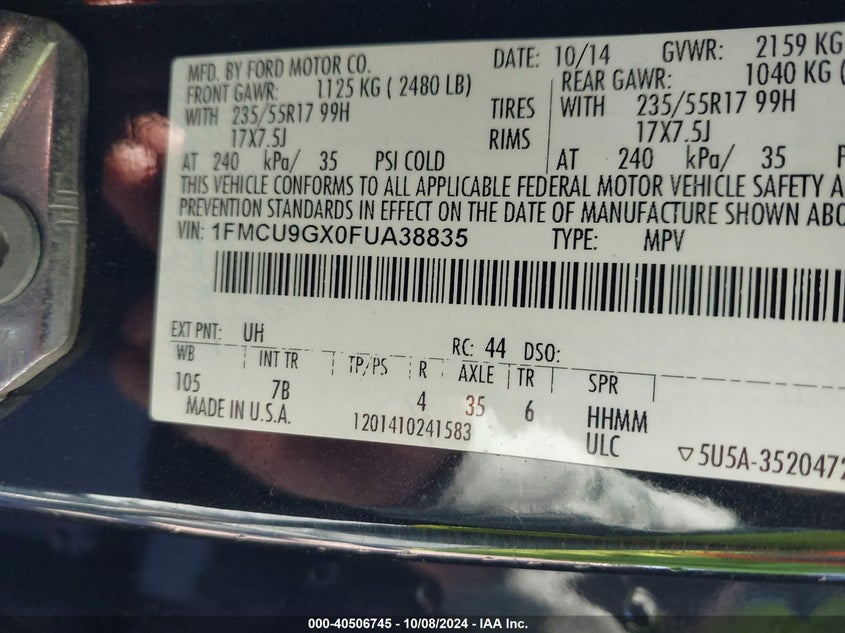 MFD. BY FORD MOTOR CO. DATE: 10/14 GVWR: 2159 KG
FRONT GAWR: 1125 KG ( 2480 LB) REAR GAWR: 1040 KG (
WITH 235/55R17 99H TIRES WITH 235/55R17 99H
17X7.5J RIMS 17X7.5J
AT 240 kPa/ 35 PSI COLD AT 240 kPa/ 35 P
THIS VEHICLE CONFORMS TO ALL APPLICABLE FEDERAL MOTOR VEHICLE SAFETY A
PREVENTION STANDARDS IN EFFECT ON THE DATE OF MANUFACTURE SHOWN ABO
VIN: 1FMCU9GX0FUA38835 TYPE: MPV
EXT PNT: UH RC: 44 DSO:
WB INT TR TP/PS R AXLE TR SPR
105 7B 4 35 6 HHMM
MADE IN U.S.A. 1201410241583 ULC
▽5U5A-3520472
000-40506745 - 10/08/2024 - IAA Inc.